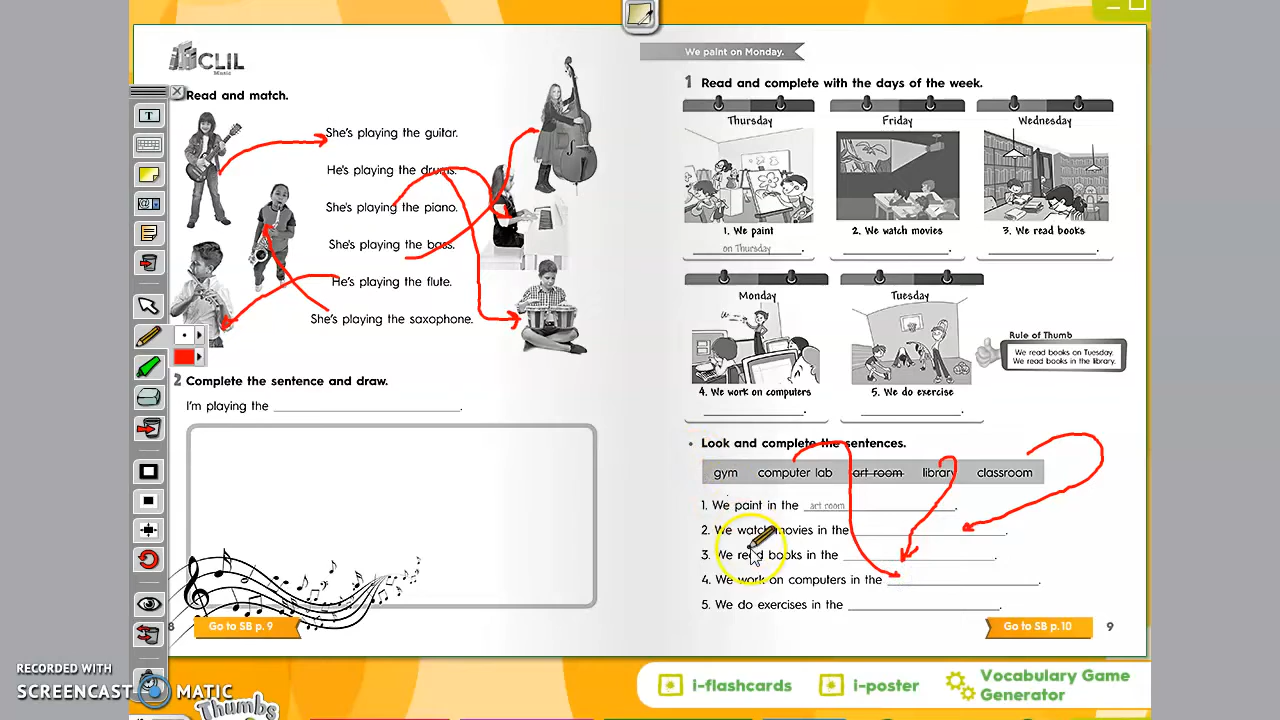 CLIL
Music
Read and match.
She's playing the guitar.
He's playing the drums.
She's playing the piano.
She's playing the bass.
He's playing the flute.
She's playing the saxophone.
2 Complete the sentence and draw.
I'm playing the
8
Go to SB p. 9
We paint on Monday.
1 Read and complete with the days of the week.
Thursday
Friday
Wednesday
1. We paint
on Thursday
2. We watch movies
3. We read books
Monday
Tuesday
4. We work on computers
5. We do exercise
Rule of Thumb
We read books on Tuesday.
We read books in the library.
Look and complete the sentences.
gym computer lab art room library classroom
1. We paint in the art room .
2. We watch movies in the .
3. We read books in the .
4. We work on computers in the .
5. We do exercises in the .
Go to SB p. 10
9
i-flashcards
i-poster
Vocabulary Game
Generator
RECORDED WITH
SCREENCAST MATIC
Thumbs